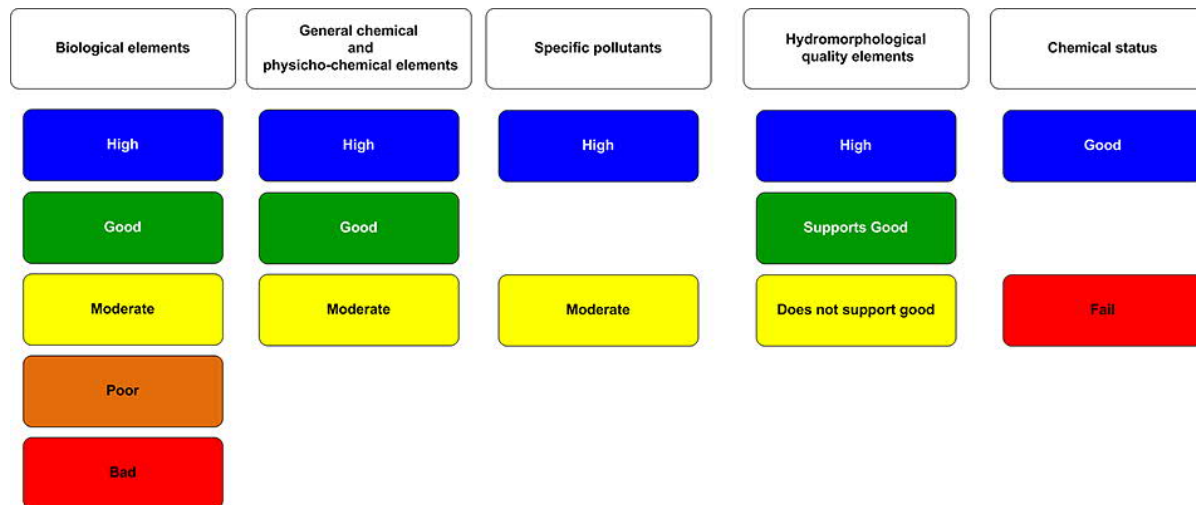 Biological elements
General chemical
and
physicho-chemical elements
Specific pollutants
Hydromorphological
quality elements
Chemical status
High
High
High
High
Good
Good
Good
Supports Good
Moderate
Moderate
Moderate
Does not support good
Fail
Poor
Bad